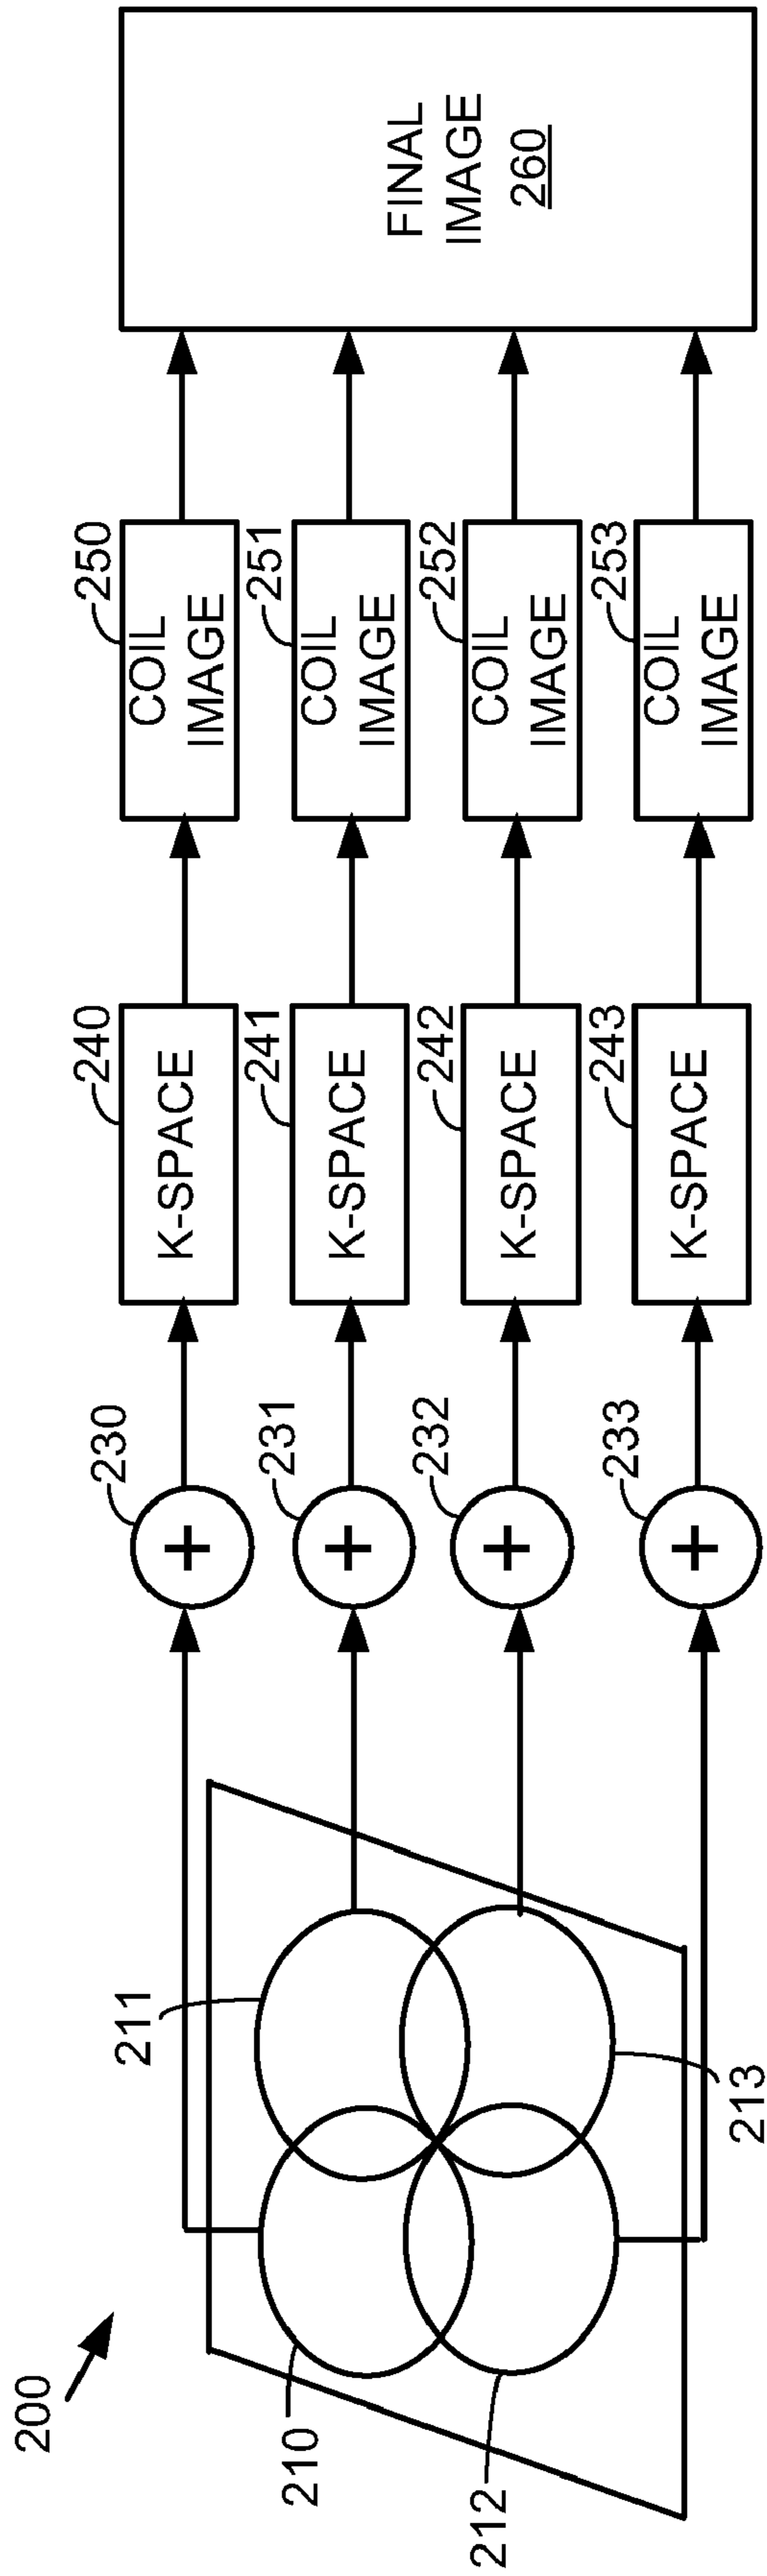 200
210
211
212
213
230
+
231
+
232
+
233
+
240
K-SPACE
241
K-SPACE
242
K-SPACE
243
K-SPACE
250
COIL
IMAGE
251
COIL
IMAGE
252
COIL
IMAGE
253
COIL
IMAGE
FINAL
IMAGE
260